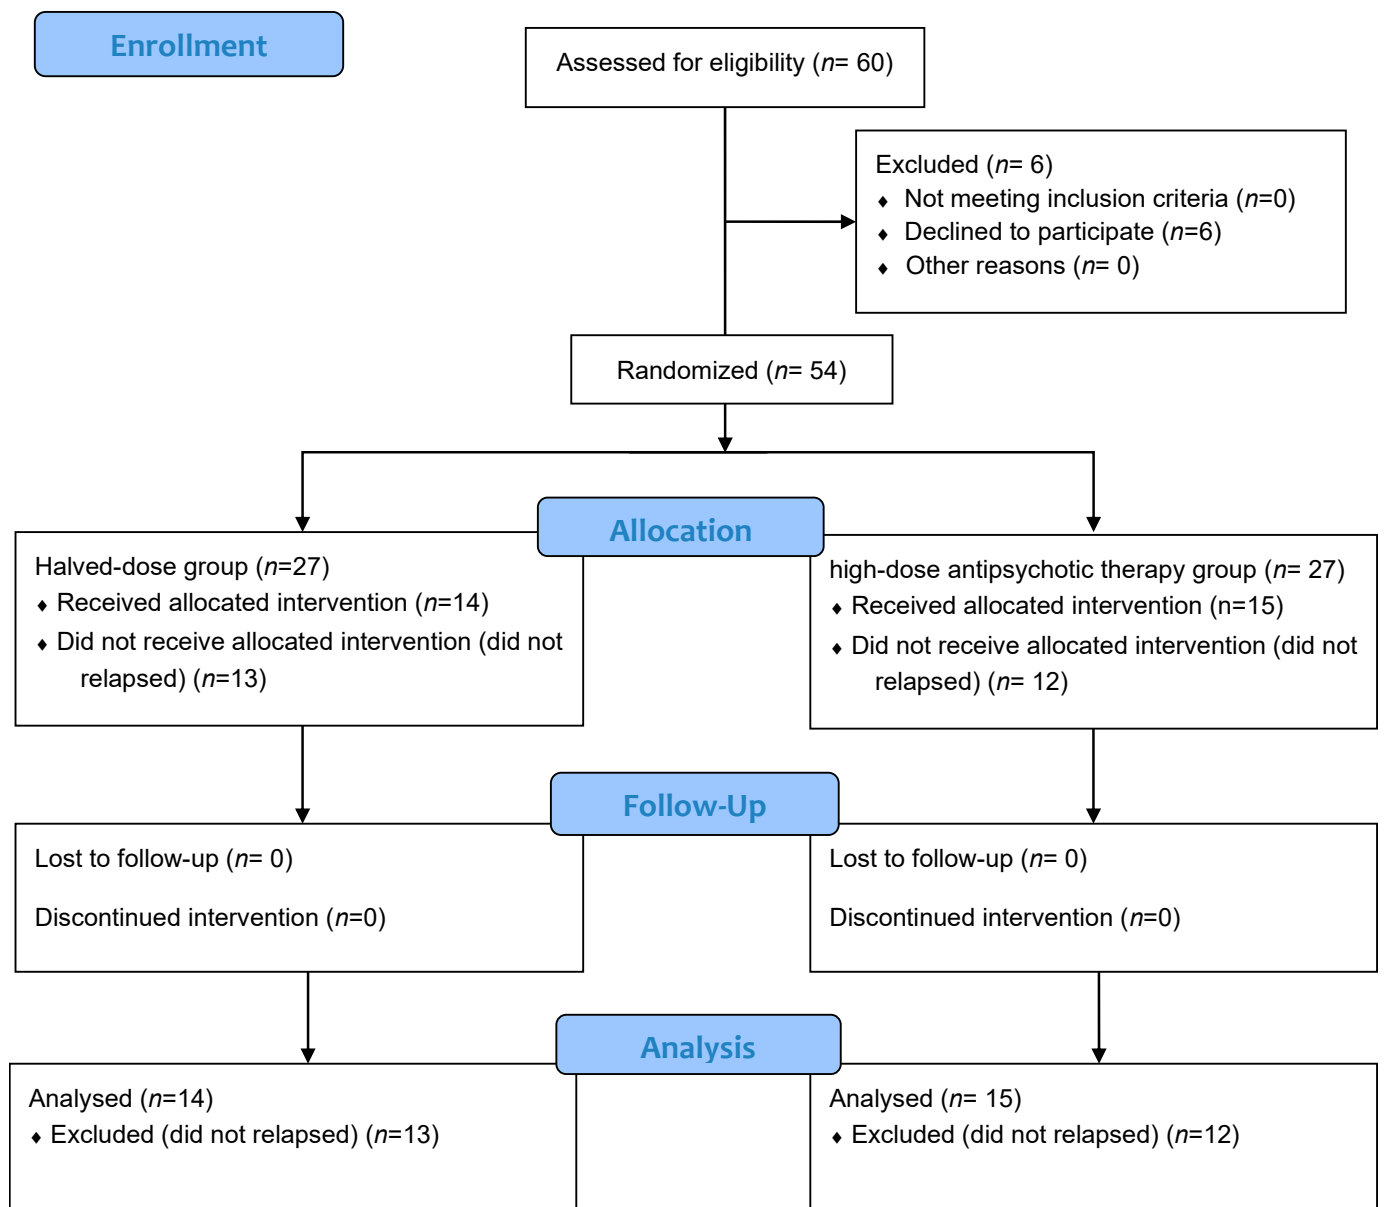 Enrollment
Assessed for eligibility (n= 60)
Excluded (n= 6)
♦ Not meeting inclusion criteria (n=0)
♦ Declined to participate (n=6)
♦ Other reasons (n= 0)
Randomized (n= 54)
Allocation
Halved-dose group (n=27)
♦ Received allocated intervention (n=14)
♦ Did not receive allocated intervention (did not
relapsed) (n=13)
high-dose antipsychotic therapy group (n= 27)
♦ Received allocated intervention (n=15)
♦ Did not receive allocated intervention (did not
relapsed) (n= 12)
Follow-Up
Lost to follow-up (n= 0)
Discontinued intervention (n=0)
Lost to follow-up (n= 0)
Discontinued intervention (n=0)
Analysis
Analysed (n=14)
♦ Excluded (did not relapsed) (n=13)
Analysed (n= 15)
♦ Excluded (did not relapsed) (n=12)